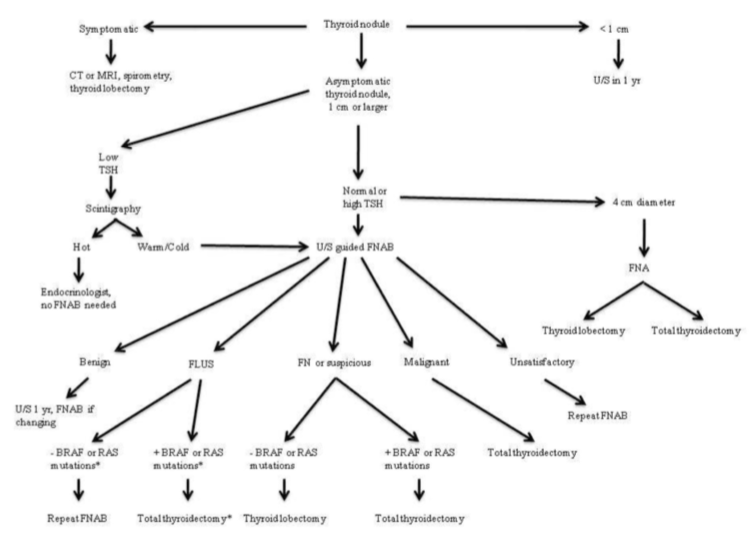 Thyroid nodule
Symptomatic
< 1 cm
CT or MRI, spirometry,
thyroid lobectomy
Asymptomatic
thyroid nodule,
1 cm or larger
U/S in 1 yr
Low
TSH
Normal or
high TSH
4 cm diameter
Scintigraphy
Hot
Warm/Cold
U/S guided FNAB
FNA
Endocrinologist,
no FNAB needed
Thyroid lobectomy
Total thyroidectomy
Benign
FLUS
FN or suspicious
Malignant
Unsatisfactory
U/S 1 yr, FNAB if
changing
Repeat FNAB
- BRAF or RAS
mutations*
+ BRAF or RAS
mutations*
- BRAF or RAS
mutations
+ BRAF or RAS
mutations
Total thyroidectomy
Repeat FNAB
Total thyroidectomy*
Thyroid lobectomy
Total thyroidectomy